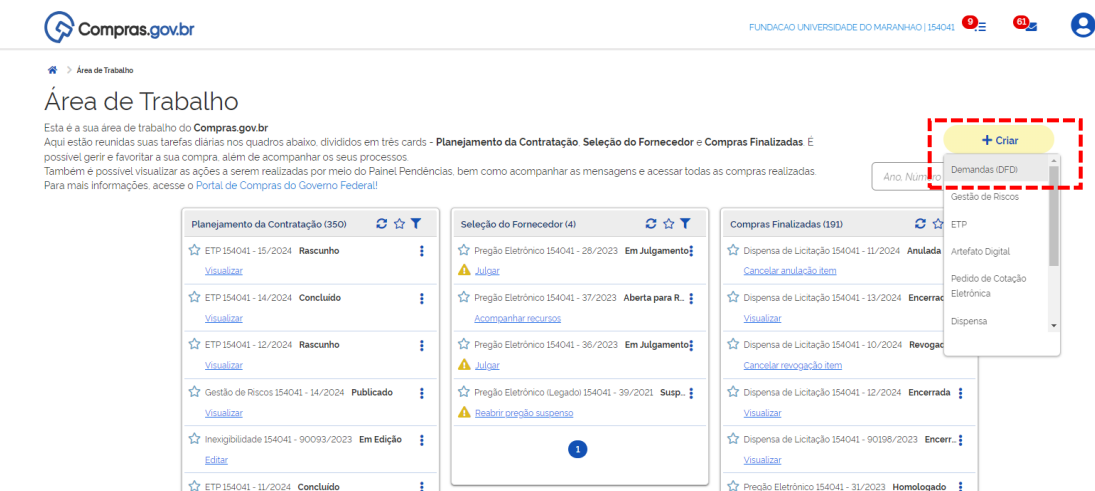 Compras.gov.br
FUNDACAO UNIVERSIDADE DO MARANHAO | 154041
9
61
Área de Trabalho
Área de Trabalho
Esta é a sua área de trabalho do Compras.gov.br
Aqui estão reunidas suas tarefas diárias nos quadros abaixo, divididos em três cards - Planejamento da Contratação, Seleção do Fornecedor e Compras Finalizadas. É
possível gerir e favoritar a sua compra, além de acompanhar os seus processos.
Também é possível visualizar as ações a serem realizadas por meio do Painel Pendências, bem como acompanhar as mensagens e acessar todas as compras realizadas.
Para mais informações, acesse o Portal de Compras do Governo Federal!
+ Criar
Ano, Número
Demandas (DFD)
Gestão de Riscos
ETP
Artefato Digital
Pedido de Cotação
Eletrônica
Dispensa
Planejamento da Contratação (350)
ETP 154041 - 15/2024 Rascunho
Visualizar
ETP 154041 - 14/2024 Concluído
Visualizar
ETP 154041 - 12/2024 Rascunho
Visualizar
Gestão de Riscos 154041 - 14/2024 Publicado
Visualizar
Inexigibilidade 154041 - 90093/2023 Em Edição
Editar
ETP 154041 - 11/2024 Concluído
Seleção do Fornecedor (4)
Pregão Eletrônico 154041 - 28/2023 Em Julgamento
Julgar
Pregão Eletrônico 154041 - 37/2023 Aberta para R...
Acompanhar recursos
Pregão Eletrônico 154041 - 36/2023 Em Julgamento
Julgar
Pregão Eletrônico (Legado) 154041 - 39/2021 Susp...
Reabrir pregão suspenso
1
Compras Finalizadas (191)
Dispensa de Licitação 154041 - 11/2024 Anulada
Cancelar anulação item
Dispensa de Licitação 154041 - 13/2024 Encerrad
Visualizar
Dispensa de Licitação 154041 - 10/2024 Revogad
Cancelar revogação item
Dispensa de Licitação 154041 - 12/2024 Encerrada
Visualizar
Dispensa de Licitação 154041 - 90198/2023 Encerr...
Visualizar
Pregão Eletrônico 154041 - 31/2023 Homologado